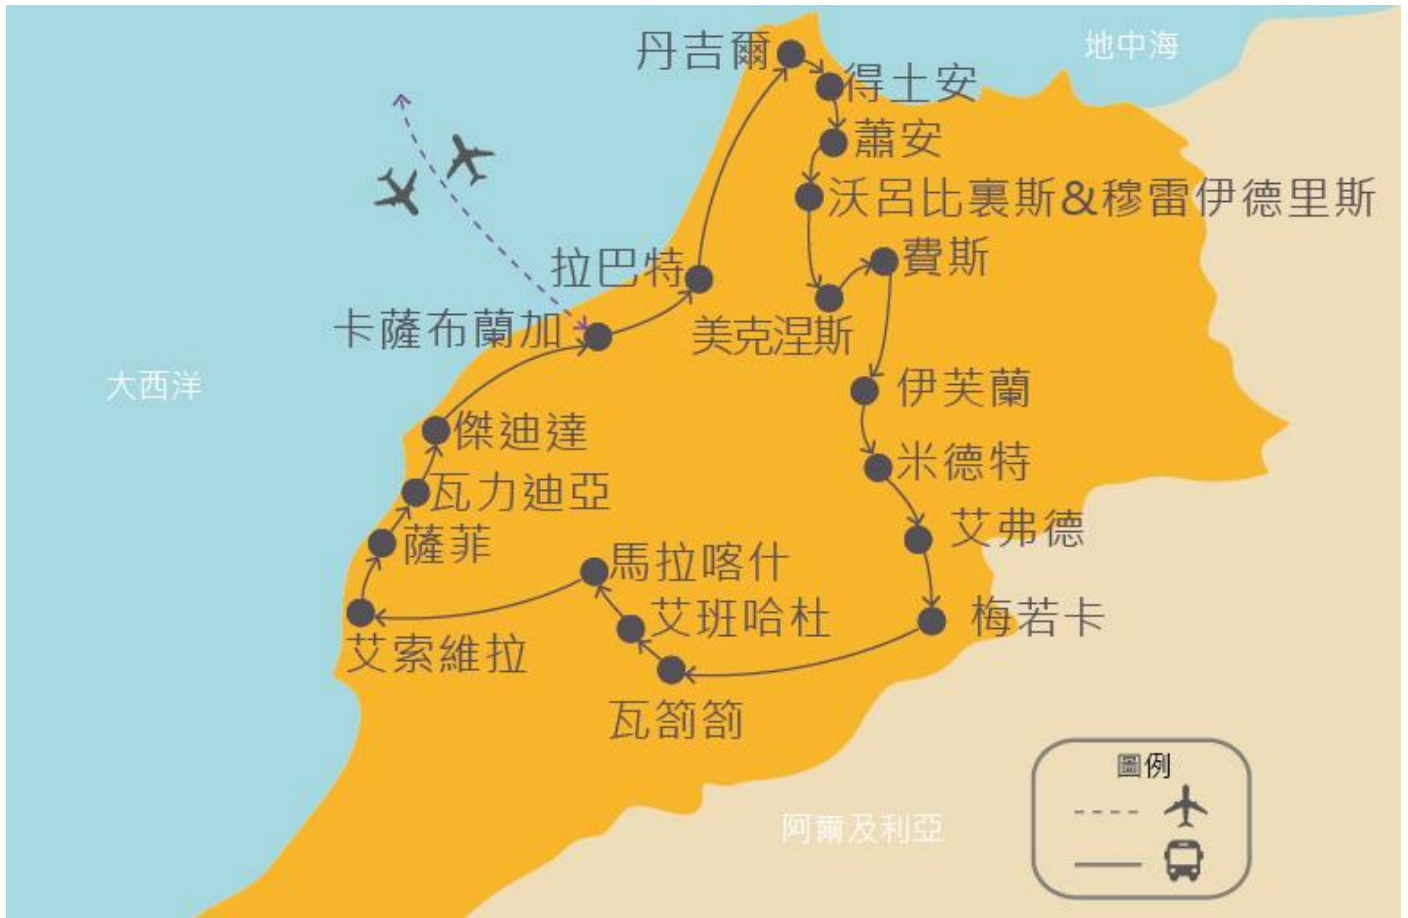 丹吉爾
地中海
得土安
蕭安
沃呂比裏斯&穆雷伊德里斯
費斯
拉巴特
美克涅斯
卡薩布蘭加
大西洋
伊芙蘭
傑迪達
米德特
瓦力迪亞
艾弗德
薩菲
馬拉喀什
艾班哈杜
梅若卡
艾索維拉
瓦箚箚
圖例
阿爾及利亞